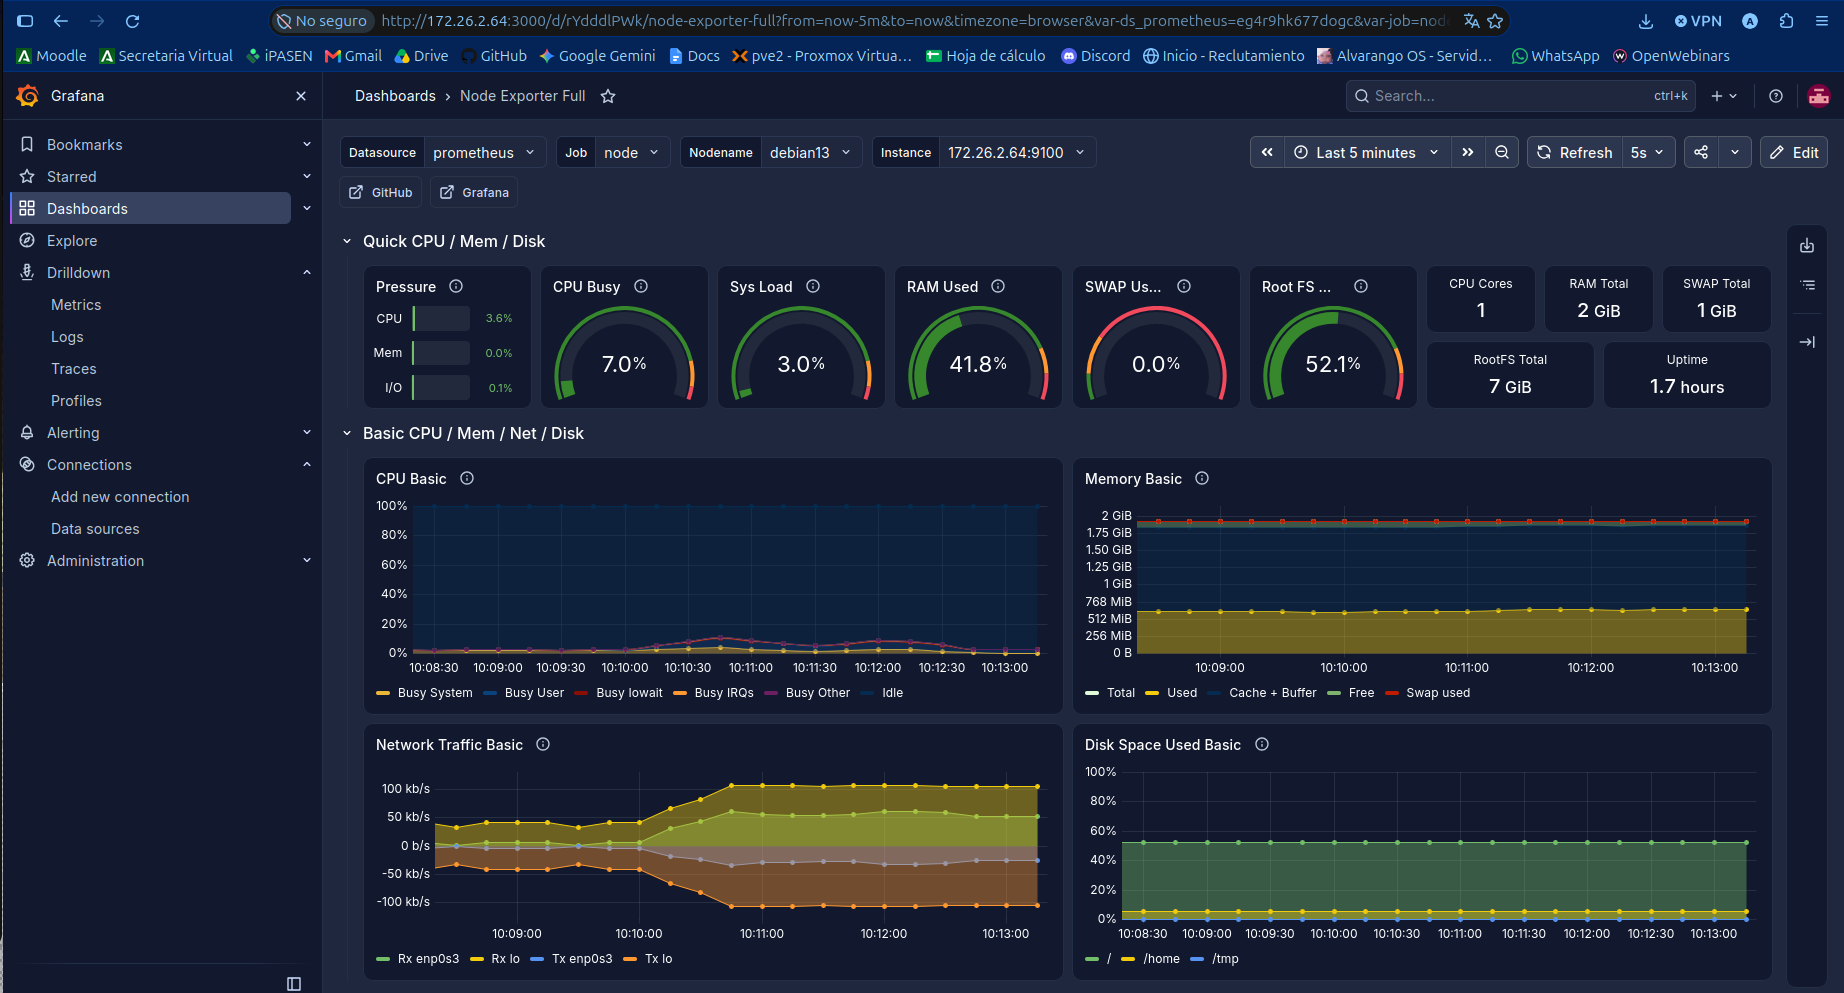 No seguro http://172.26.2.64:3000/d/rYdddlPWk/node-exporter-full?from=now-5m&to=now&timezone=browser&var-ds_prometheus=eg4r9hk677dogc&var-job=nod VPN
Moodle Secretaria Virtual iPASEN Gmail Drive GitHub Google Gemini Docs pve2 - Proxmox Virtua... Hoja de cálculo Discord Inicio - Reclutamiento Alvarango OS - Servid... WhatsApp OpenWebinars
Grafana
Dashboards › Node Exporter Full
Search... ctrl+k
Bookmarks
Starred
Dashboards
Explore
Drilldown
Metrics
Logs
Traces
Profiles
Alerting
Connections
Add new connection
Data sources
Administration
Datasource prometheus Job node Nodename debian13 Instance 172.26.2.64:9100
Last 5 minutes Refresh 5s Edit
GitHub Grafana
Quick CPU / Mem / Disk
Pressure
CPU 3.6%
Mem 0.0%
I/O 0.1%
CPU Busy
7.0%
Sys Load
3.0%
RAM Used
41.8%
SWAP Us...
0.0%
Root FS ...
52.1%
CPU Cores
1
RAM Total
2 GiB
SWAP Total
1 GiB
RootFS Total
7 GiB
Uptime
1.7 hours
Basic CPU / Mem / Net / Disk
CPU Basic
100%
80%
60%
40%
20%
0%
10:08:30 10:09:00 10:09:30 10:10:00 10:10:30 10:11:00 10:11:30 10:12:00 10:12:30 10:13:00
Busy System Busy User Busy Iowait Busy IRQs Busy Other Idle
Memory Basic
2 GiB
1.75 GiB
1.50 GiB
1.25 GiB
1 GiB
768 MiB
512 MiB
256 MiB
0 B
10:09:00 10:10:00 10:11:00 10:12:00 10:13:00
Total Used Cache + Buffer Free Swap used
Network Traffic Basic
100 kb/s
50 kb/s
0 b/s
-50 kb/s
-100 kb/s
10:09:00 10:10:00 10:11:00 10:12:00 10:13:00
Rx enp0s3 Rx lo Tx enp0s3 Tx lo
Disk Space Used Basic
100%
80%
60%
40%
20%
0%
10:08:30 10:09:00 10:09:30 10:10:00 10:10:30 10:11:00 10:11:30 10:12:00 10:12:30 10:13:00
/ /home /tmp